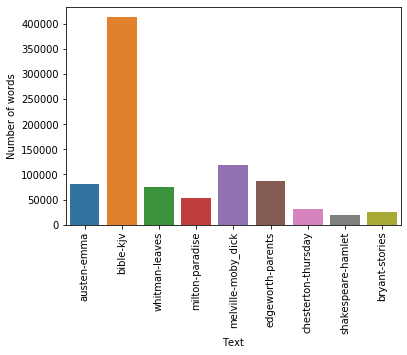 400000
350000
300000
250000
200000
150000
100000
50000
0
Number of words
austen-emma
bible-kjv
whitman-leaves
milton-paradise
melville-moby_dick
edgeworth-parents
chesterton-thursday
shakespeare-hamlet
bryant-stories
Text